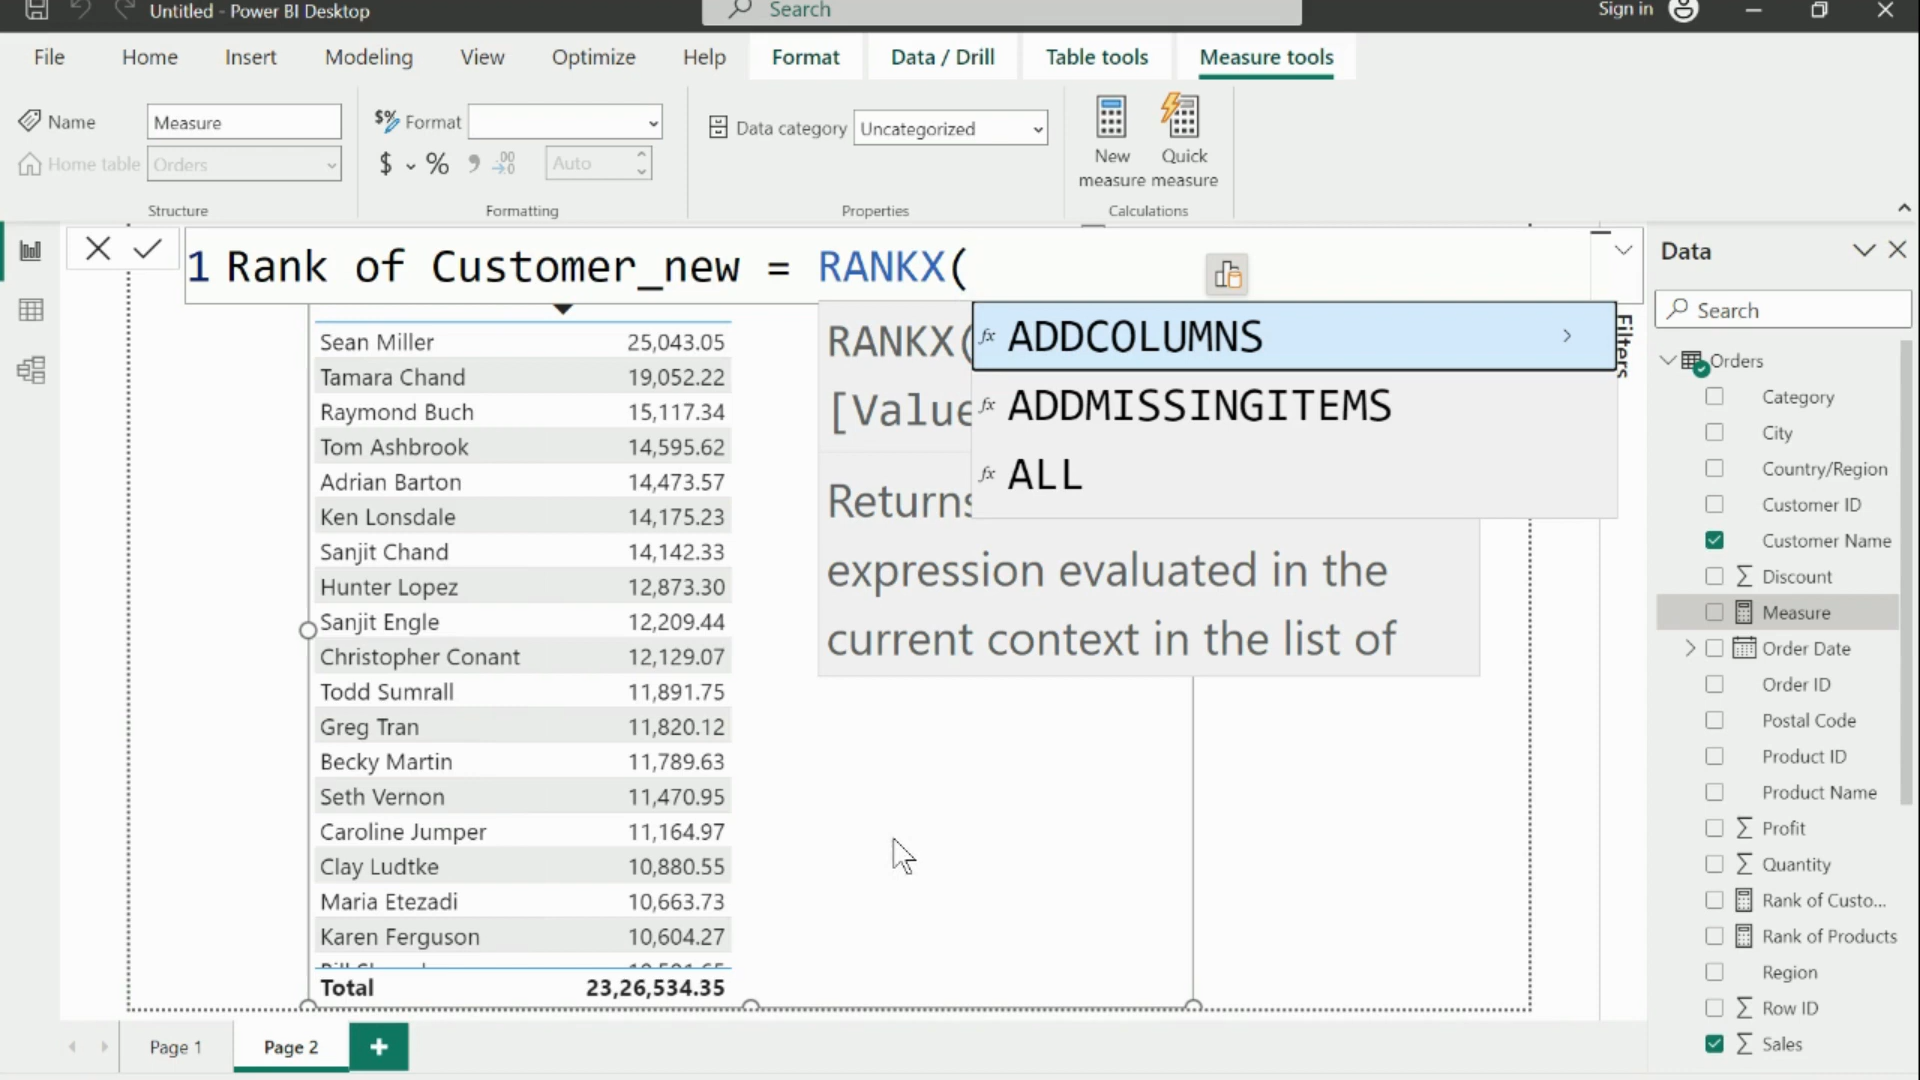 Untitled - Power BI Desktop
Search
Sign in
File Home Insert Modeling View Optimize Help Format Data / Drill Table tools Measure tools
Name Measure
$% Format
Data category Uncategorized
Home table Orders
$ % 9 .00 Auto
New measure
Quick measure
Structure
Formatting
Properties
Calculations
1 Rank of Customer_new = RANKX(
RANKX(
[Value
Returns
expression evaluated in the
current context in the list of
ADDCOLUMNS
ADDMISSINGITEMS
ALL
Filters
Sean Miller 25,043.05
Tamara Chand 19,052.22
Raymond Buch 15,117.34
Tom Ashbrook 14,595.62
Adrian Barton 14,473.57
Ken Lonsdale 14,175.23
Sanjit Chand 14,142.33
Hunter Lopez 12,873.30
Sanjit Engle 12,209.44
Christopher Conant 12,129.07
Todd Sumrall 11,891.75
Greg Tran 11,820.12
Becky Martin 11,789.63
Seth Vernon 11,470.95
Caroline Jumper 11,164.97
Clay Ludtke 10,880.55
Maria Etezadi 10,663.73
Karen Ferguson 10,604.27
Total 23,26,534.35
Data
Search
Orders
Category
City
Country/Region
Customer ID
Customer Name
Discount
Measure
Order Date
Order ID
Postal Code
Product ID
Product Name
Profit
Quantity
Rank of Custo...
Rank of Products
Region
Row ID
Sales
Page 1
Page 2